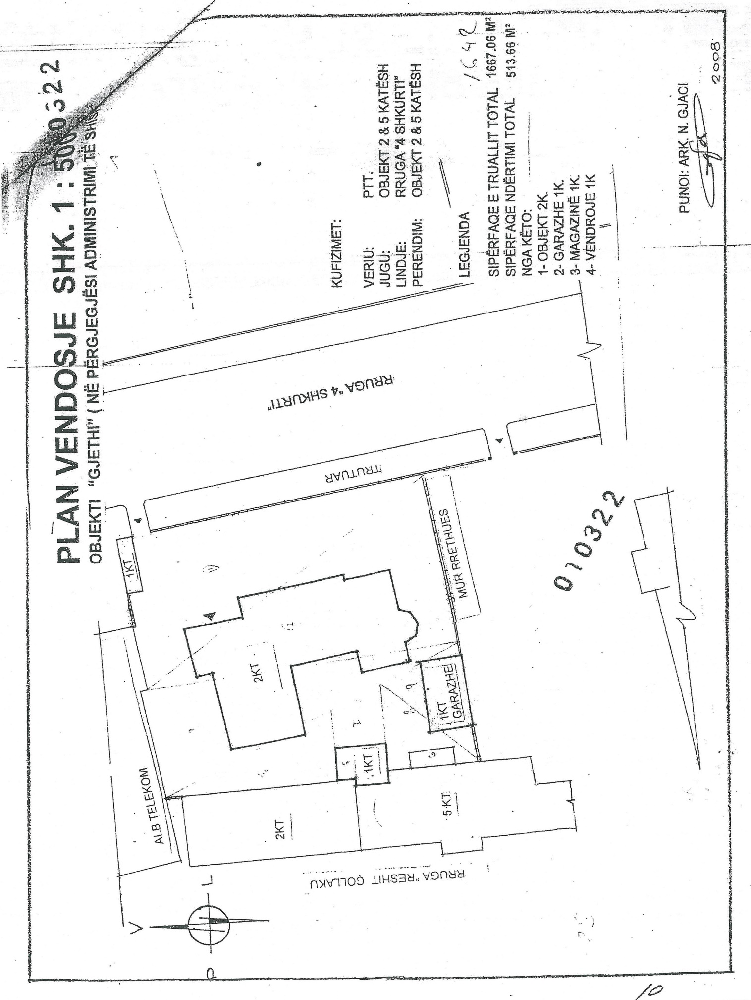 PLAN VENDOSJE SHK. 1 : 500
010322
OBJEKTI "GJETHI" ( NË PËRGJEGJËSI ADMINISTRIMI TË
KUFIZIMET:
VERIU: PTT.
JUGU: OBJEKT 2 & 5 KATËSH
LINDJE: RRUGA "4 SHKURTI"
PERENDIM: OBJEKT 2 & 5 KATËSH
LEGJENDA
1642
SIPËRFAQE E TRUALLIT TOTAL 1667.06 M²
SIPËRFAQE NDËRTIMI TOTAL 513.66 M²
NGA KËTO:
1- OBJEKT 2K.
2- GARAZHE 1K.
3- MAGAZINË 1K.
4- VENDROJE 1K
PUNOI: ARK. N. GJACI
2008
RRUGA "4 SHKURTI"
TRUTUAR
1KT
MUR RRETHUES
2KT
1KT
GARAZHE
1KT
ALB TELEKOM
2KT
5 KT
RRUGA "RESHIT ÇOLLAKU
010322
V
P
L
10